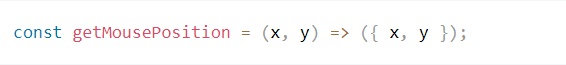 const getMousePosition = (x, y) => ({ x, y });